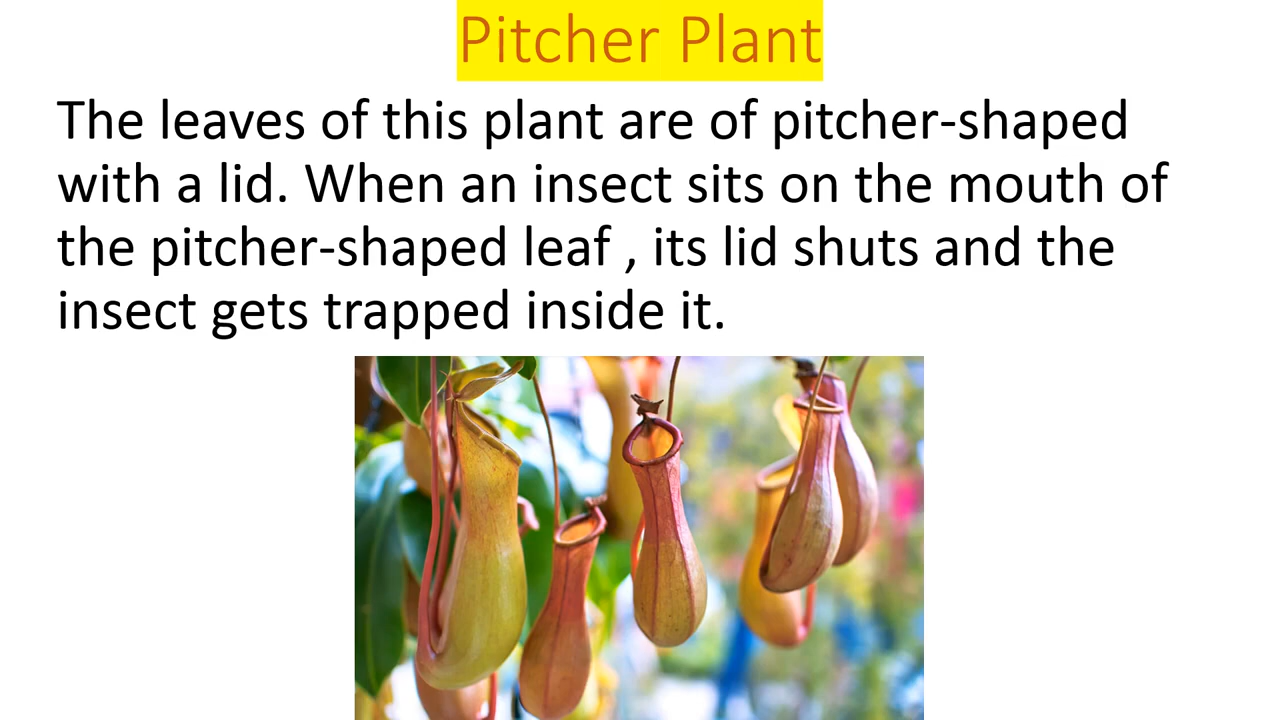 Pitcher Plant
The leaves of this plant are of pitcher-shaped
with a lid. When an insect sits on the mouth of
the pitcher-shaped leaf , its lid shuts and the
insect gets trapped inside it.